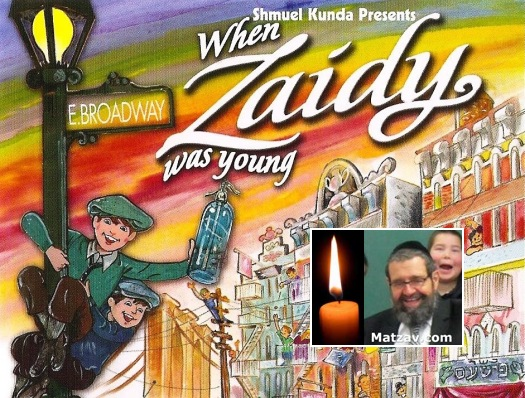 Shmuel Kunda Presents
When
Zaidy
was young
E.BROADWAY
Matzav.com